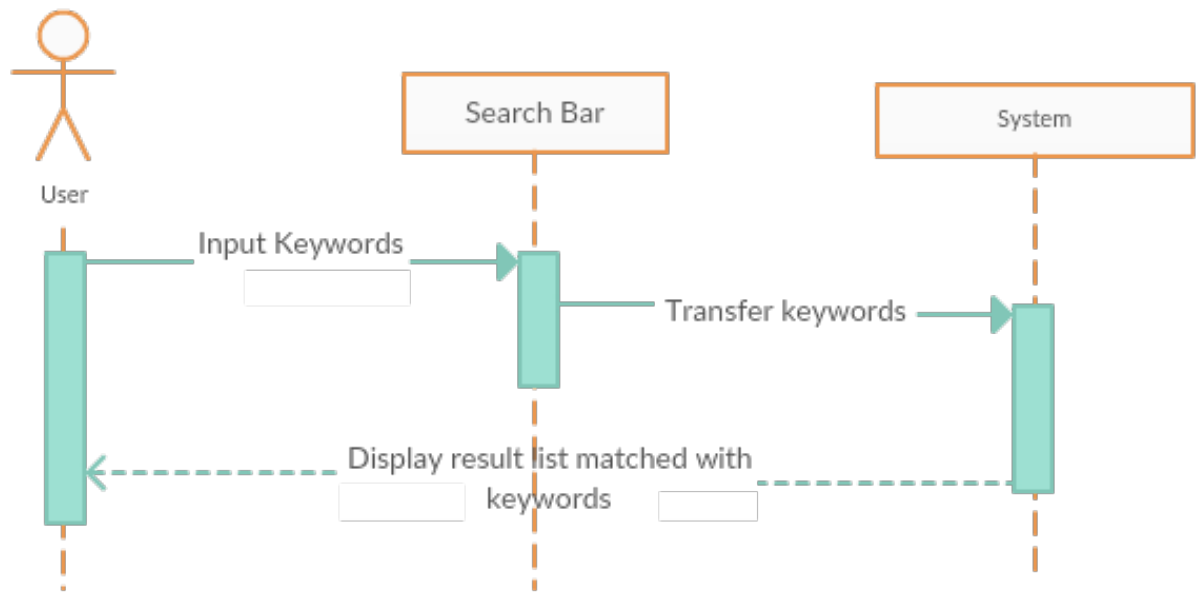 Search Bar
System
User
Input Keywords
Transfer keywords
Display result list matched with
keywords